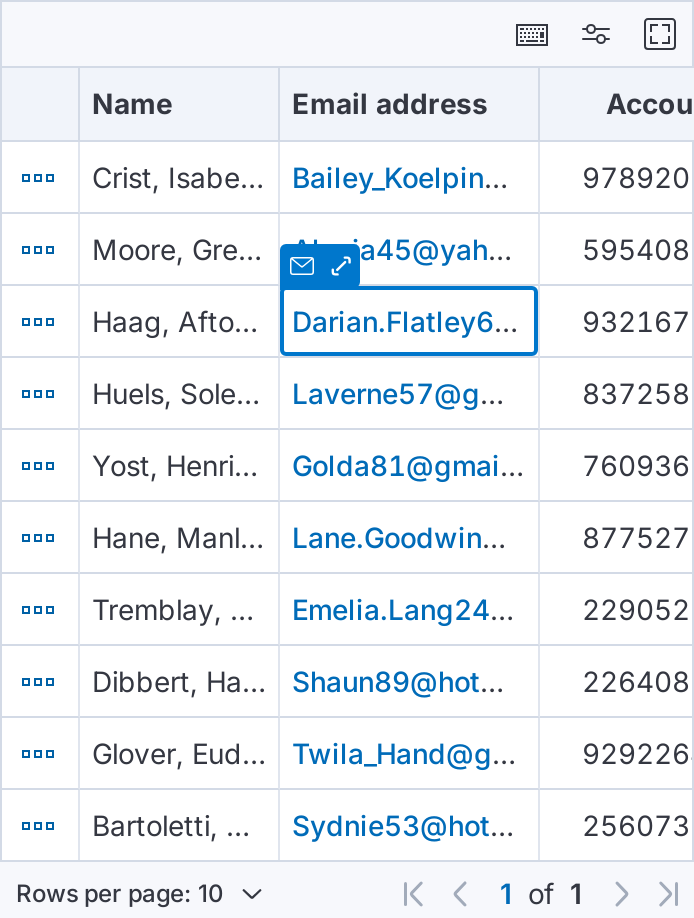 Name Email address Accou
Crist, Isabe... Bailey_Koelpin... 978920
Moore, Gre... a45@yah... 595408
Haag, Afto... Darian.Flatley6... 932167
Huels, Sole... Laverne57@g... 837258
Yost, Henri... Golda81@gmai... 760936
Hane, Manl... Lane.Goodwin... 877527
Tremblay, ... Emelia.Lang24... 229052
Dibbert, Ha... Shaun89@hot... 226408
Glover, Eud... Twila_Hand@g... 929226
Bartoletti, ... Sydnie53@hot... 256073
Rows per page: 10 1 of 1